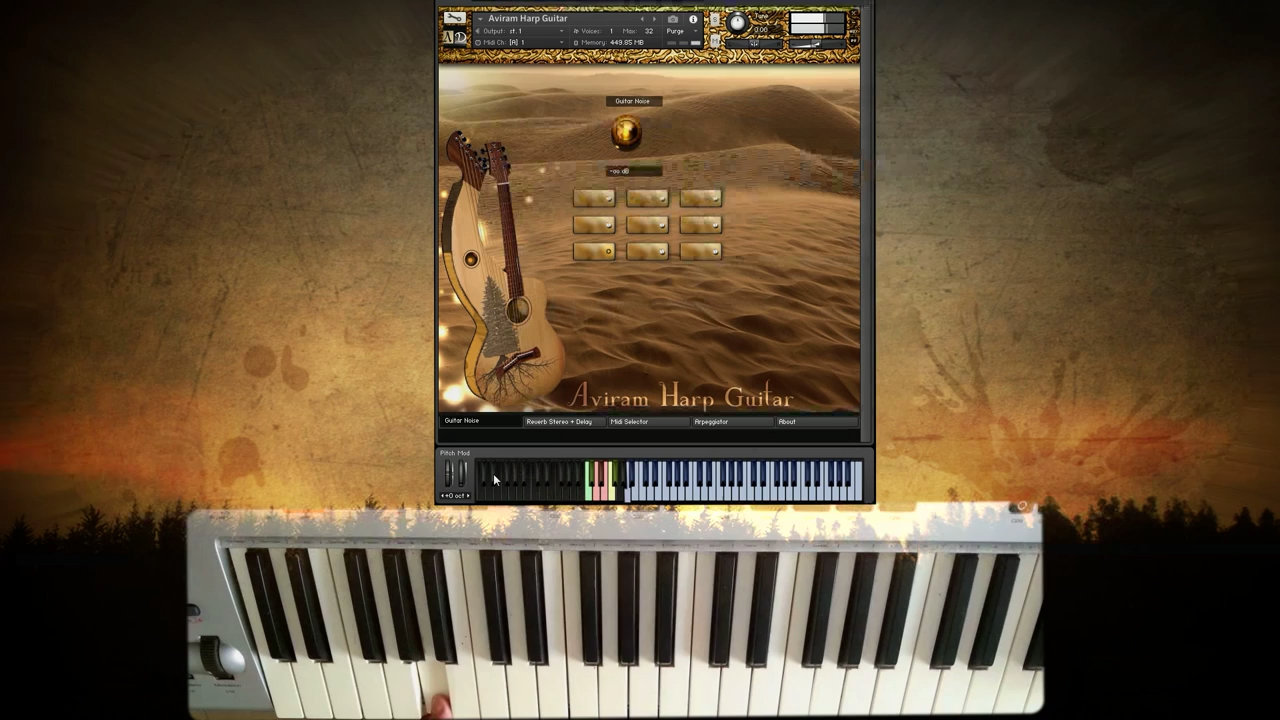 Aviram Harp Guitar
Output: st. 1 Voices: 1 Max: 32 Purge
Midi Ch: [A] 1 Memory: 449.85 MB
Tune
0.00
Guitar Noise
-oo dB
Aviram Harp Guitar
Guitar Noise Reverb Stereo + Delay Midi Selector Arpeggiator About
Pitch Mod
+0 oct